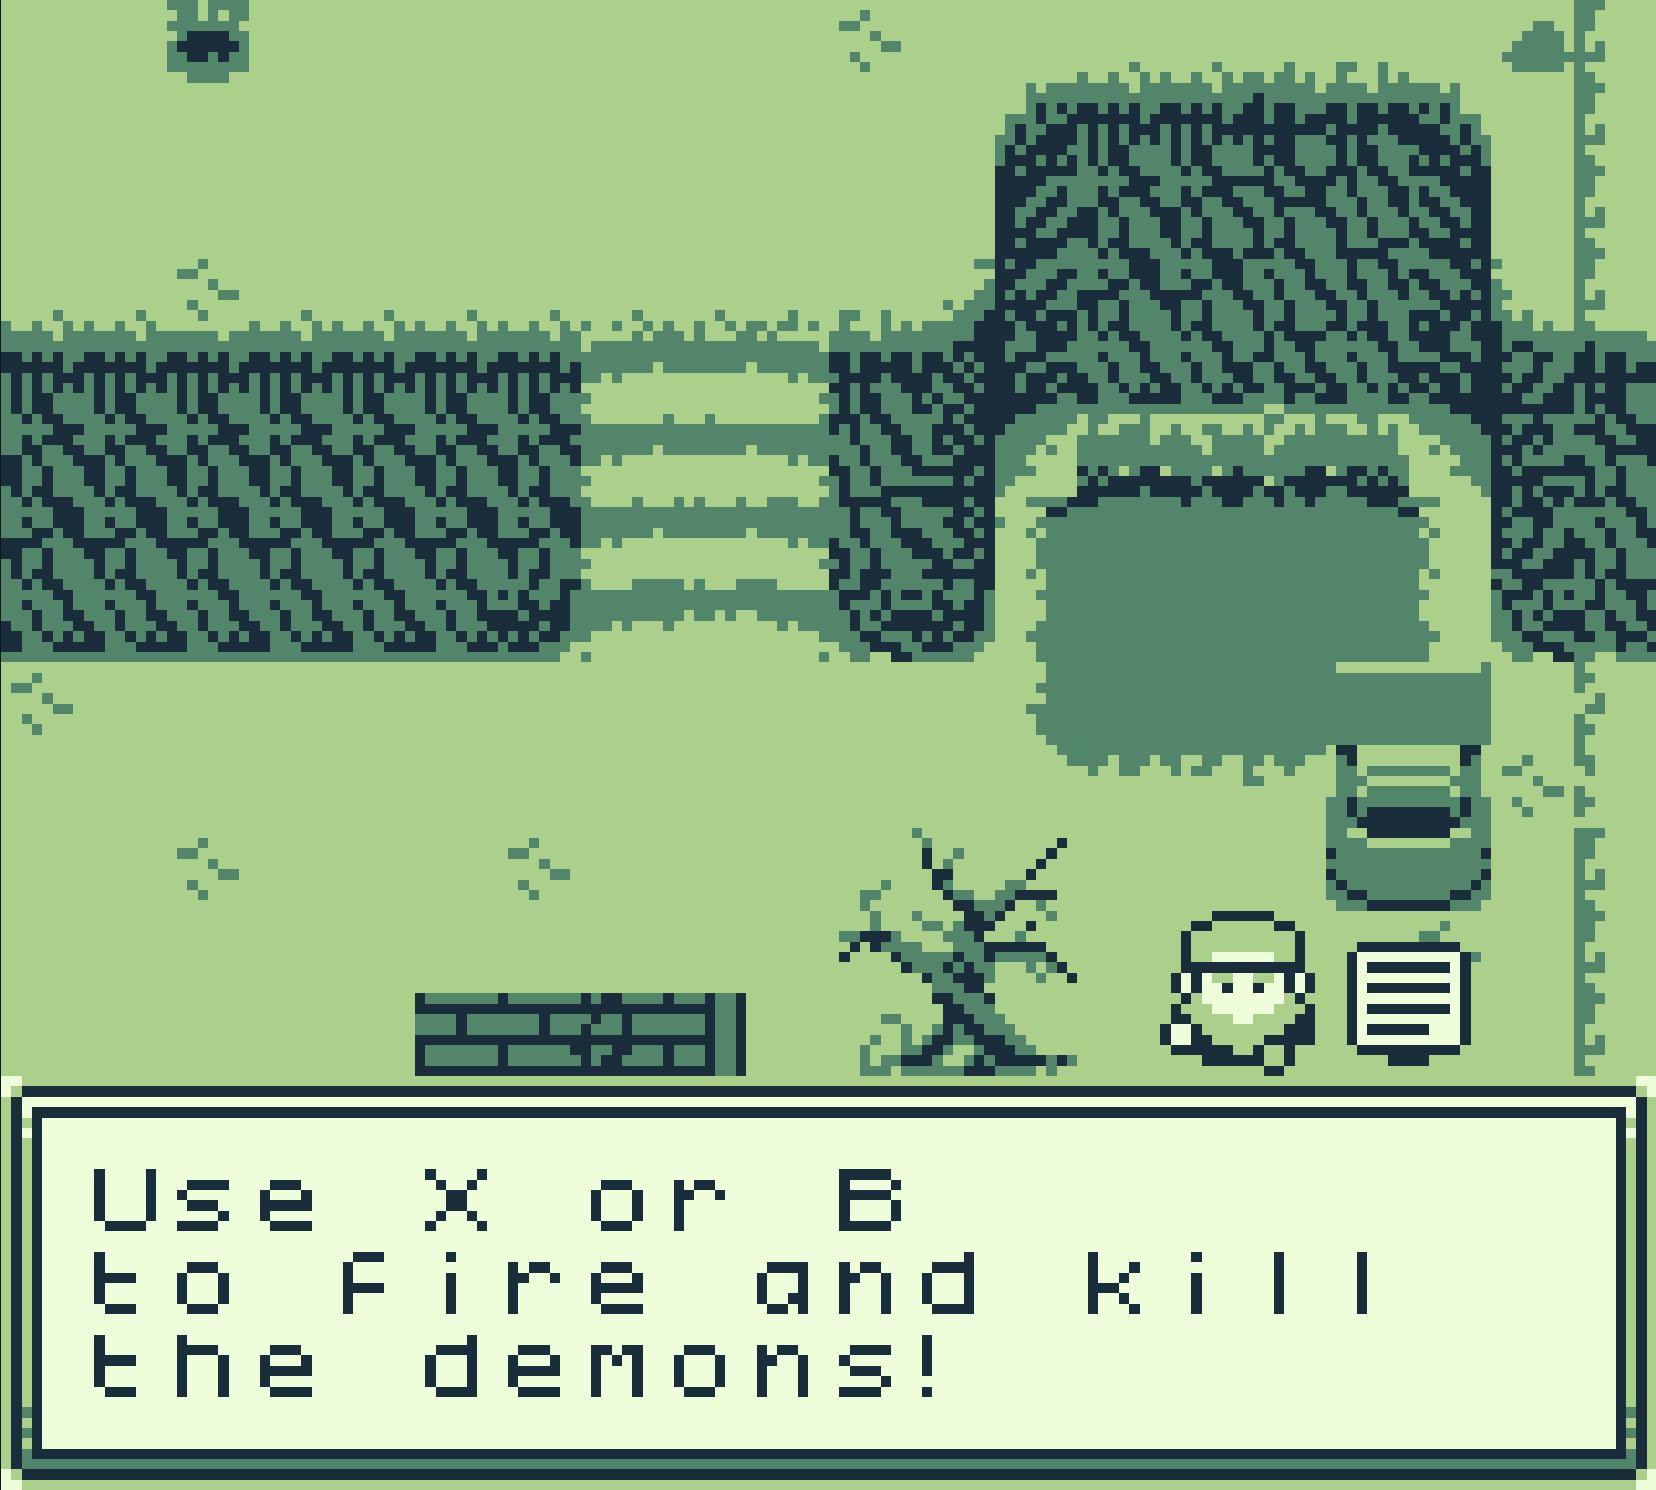 Use X or B
to fire and kill
the demons!